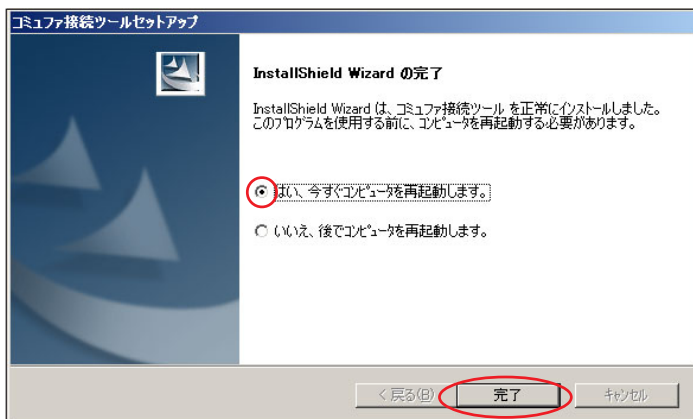 コミュファ接続ツールセットアップ
InstallShield Wizard の完了
InstallShield Wizard は、コミュファ接続ツール を正常にインストールしました。
このプログラムを使用する前に、コンピュータを再起動する必要があります。
はい、今すぐコンピュータを再起動します。
いいえ、後でコンピュータを再起動します。
< 戻る(B)
完了
キャンセル